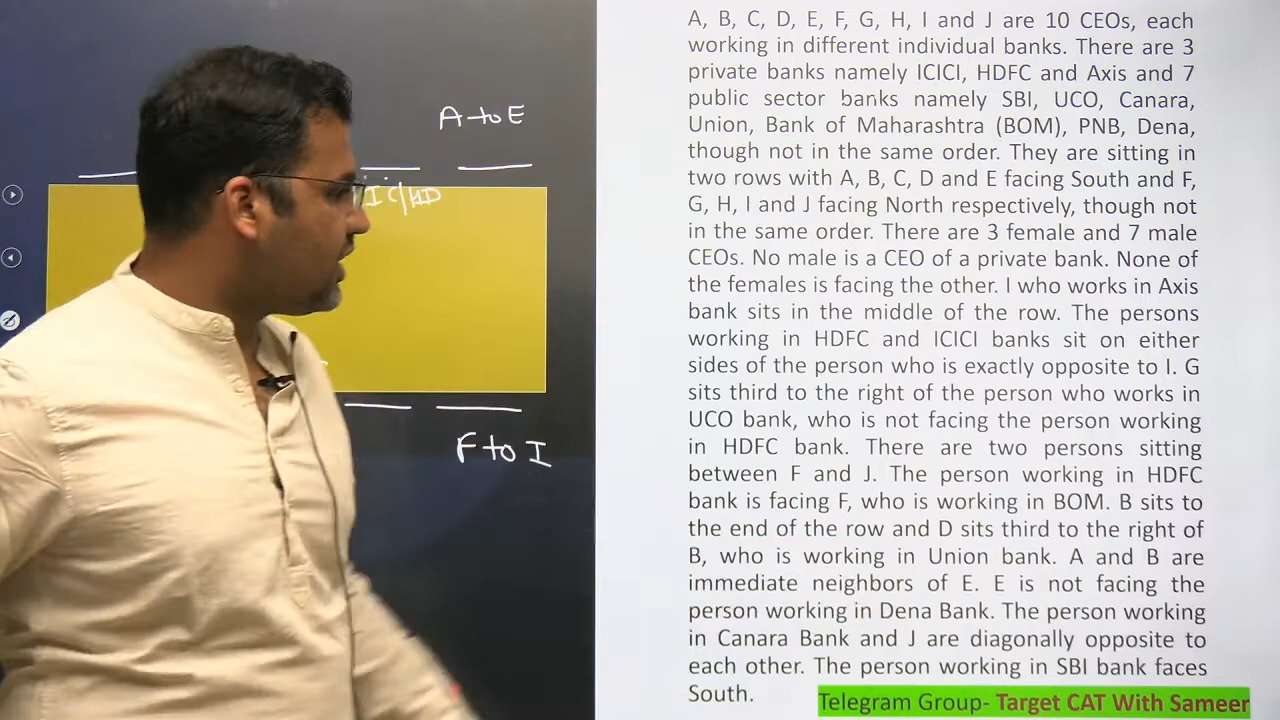 A, B, C, D, E, F, G, H, I and J are 10 CEOs, each
working in different individual banks. There are 3
private banks namely ICICI, HDFC and Axis and 7
public sector banks namely SBI, UCO, Canara,
Union, Bank of Maharashtra (BOM), PNB, Dena,
though not in the same order. They are sitting in
two rows with A, B, C, D and E facing South and F,
G, H, I and J facing North respectively, though not
in the same order. There are 3 female and 7 male
CEOs. No male is a CEO of a private bank. None of
the females is facing the other. I who works in Axis
bank sits in the middle of the row. The persons
working in HDFC and ICICI banks sit on either
sides of the person who is exactly opposite to I. G
sits third to the right of the person who works in
UCO bank, who is not facing the person working
in HDFC bank. There are two persons sitting
between F and J. The person working in HDFC
bank is facing F, who is working in BOM. B sits to
the end of the row and D sits third to the right of
B, who is working in Union bank. A and B are
immediate neighbors of E. E is not facing the
person working in Dena Bank. The person working
in Canara Bank and J are diagonally opposite to
each other. The person working in SBI bank faces
South.
Telegram Group- Target CAT With Sameer
A to E
IC/HD
F to I